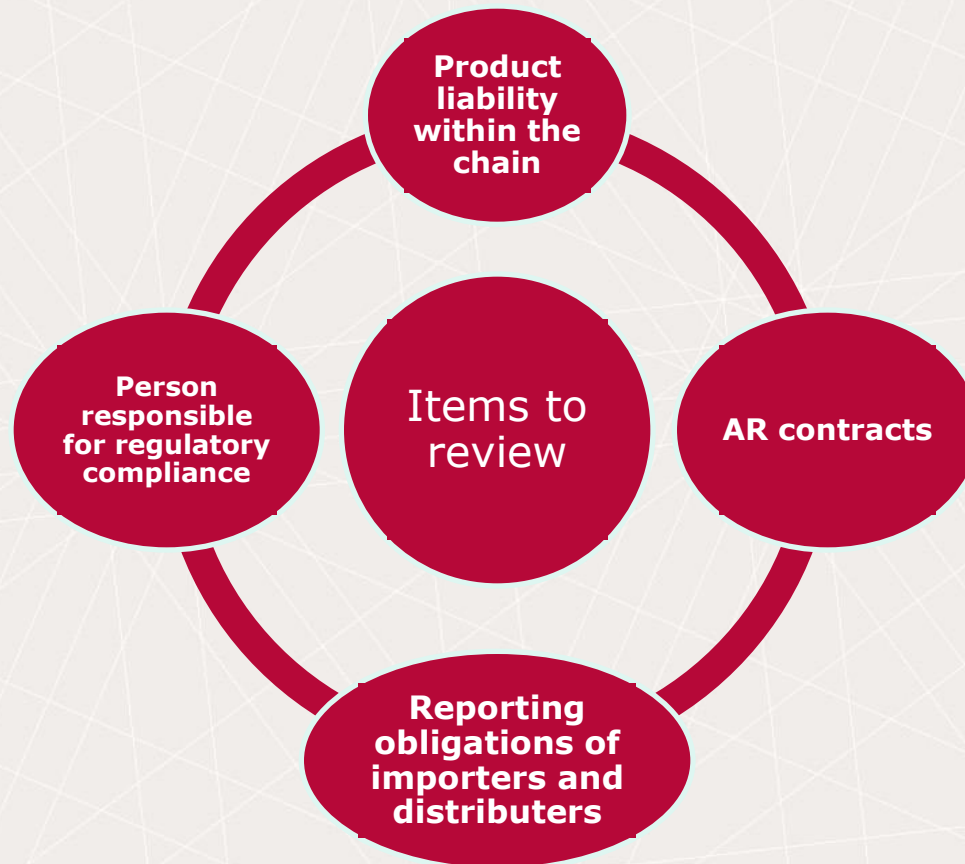 Product
liability
within the
chain
Person
responsible
for regulatory
compliance
Items to
review
AR contracts
Reporting
obligations of
importers and
distributers